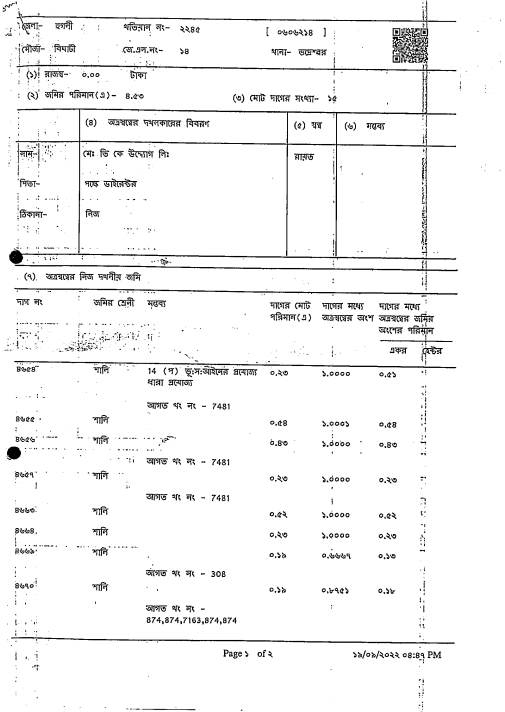 জেলা- হুগলী খতিয়ান নং- ২২৪৫ [ ০৬০৬২১৪ ]
মৌজা- বিঘাটী জে.এল.নং- ১৪ থানা- ভদ্রেশ্বর
(১) রাজস্ব- ০.০০ টাকা
(২) জমির পরিমান(এ)- ৪.৫৩ (৩) মোট দাগের সংখ্যা- ১৫
(৪) অত্রস্বত্বের দখলকারের বিবরণ (৫) স্বত্ব (৬) মন্তব্য
নাম- মেঃ ভি কে উদ্যোগ লিঃ রায়ত
পিতা- পক্ষে ডাইরেক্টর
ঠিকানা- নিজ
(৭) অত্রস্বত্বের নিজ দখলীয় জমি
দাগ নং জমির শ্রেনী মন্তব্য দাগের মোট দাগের মধ্যে দাগের মধ্যে
পরিমান(এ) অত্রস্বত্বের অংশ অত্রস্বত্বের জমির
অংশের পরিমান
একর হেক্টর
৪৬৫৪ শালি 14 (প) ভূ:স:আইনের প্রযোজ্য ০.২৩ ১.০০০০
ধারা প্রযোজ্য
আগত খং নং - 7481
৪৬৫৫ শালি ০.৫৪ ১.০০০১ ০.৫৪
৪৬৫৬ শালি ০.৪৩ ১.০০০০ ০.৪৩
আগত খং নং - 7481
৪৬৫৭ শালি ০.২৩ ১.০০০০ ০.২৩
আগত খং নং - 7481
৪৬৬৩ শালি ০.৫২ ১.০০০০ ০.৫২
৪৬৬৪ শালি ০.২৩ ১.০০০০ ০.২৩
৪৬৬৯ শালি ০.১৯ ০.৬৬৬৭ ০.১৩
আগত খং নং - 308
৪৬৭০ শালি ০.১৯ ০.৮৭৫১ ০.১৮
আগত খং নং -
874,874,7163,874,874
Page ১ of ২ ১৯/০৯/২০২২ ০৪:৪৭ PM